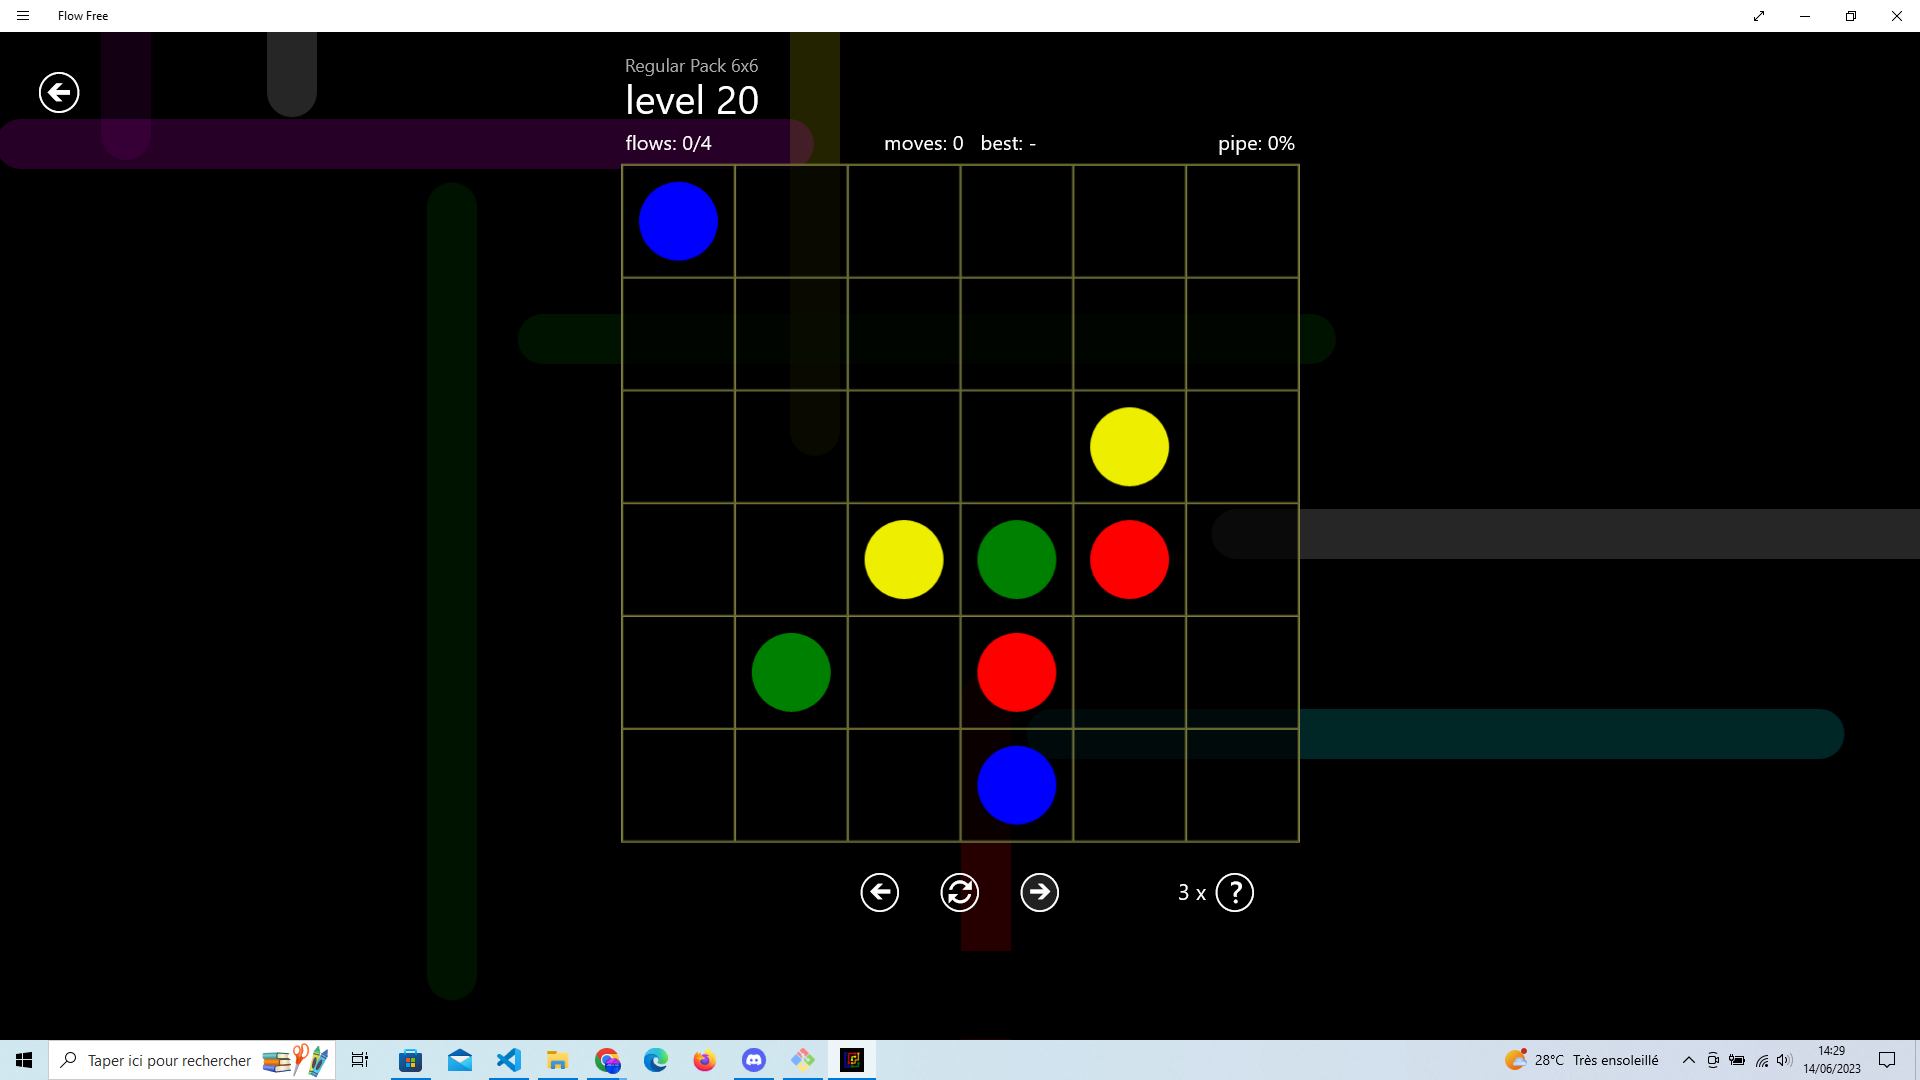 Flow Free
Regular Pack 6x6
level 20
flows: 0/4 moves: 0 best: - pipe: 0%
3 x ?
Taper ici pour rechercher
28°C Très ensoleillé
14:29
14/06/2023